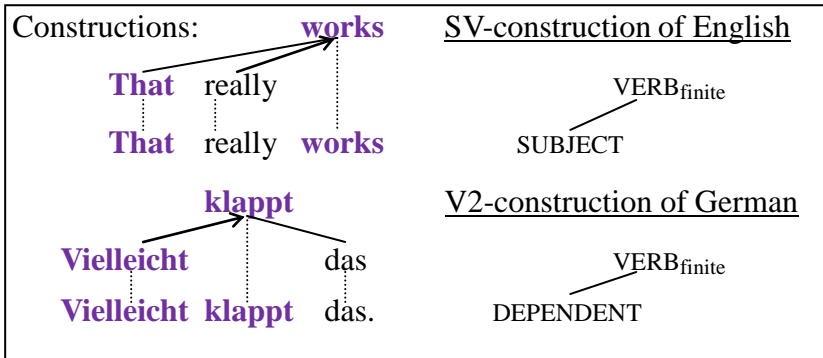 Constructions: works SV-construction of English
That really VERBfinite
That really works SUBJECT
klappt V2-construction of German
Vielleicht das VERBfinite
Vielleicht klappt das. DEPENDENT